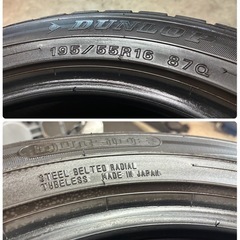 DUNLOP
195/55R16 87Q
STEEL BELTED RADIAL
TUBELESS MADE IN JAPAN